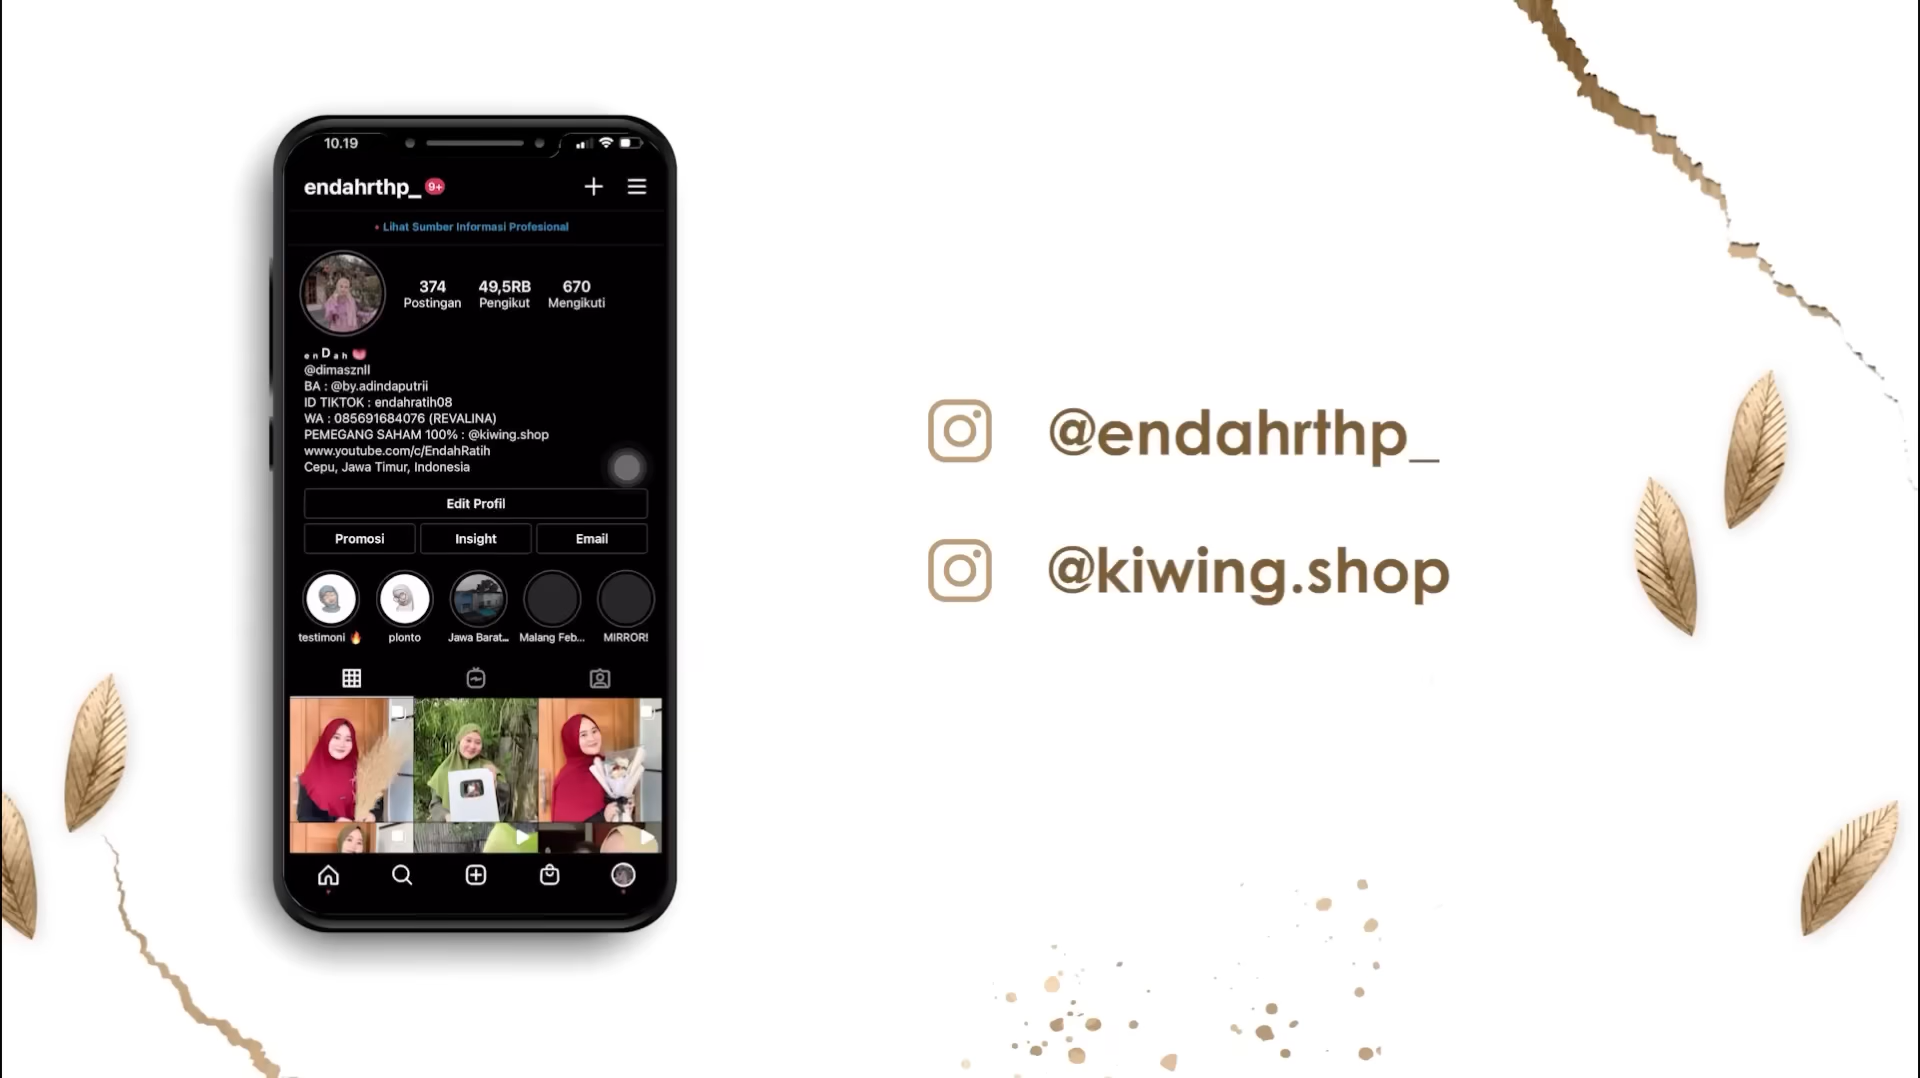 10.19
endahrthp_ 9+
Lihat Sumber Informasi Profesional
374 49,5RB 670
Postingan Pengikut Mengikuti
ₑₙDₐₕ
@dimasznll
BA : @by.adindaputrii
ID TIKTOK : endahratih08
WA : 085691684076 (REVALINA)
PEMEGANG SAHAM 100% : @kiwing.shop
www.youtube.com/c/EndahRatih
Cepu, Jawa Timur, Indonesia
Edit Profil
Promosi Insight Email
testimoni 🔥 plonto Jawa Barat... Malang Feb... MIRROR!
@endahrthp_
@kiwing.shop